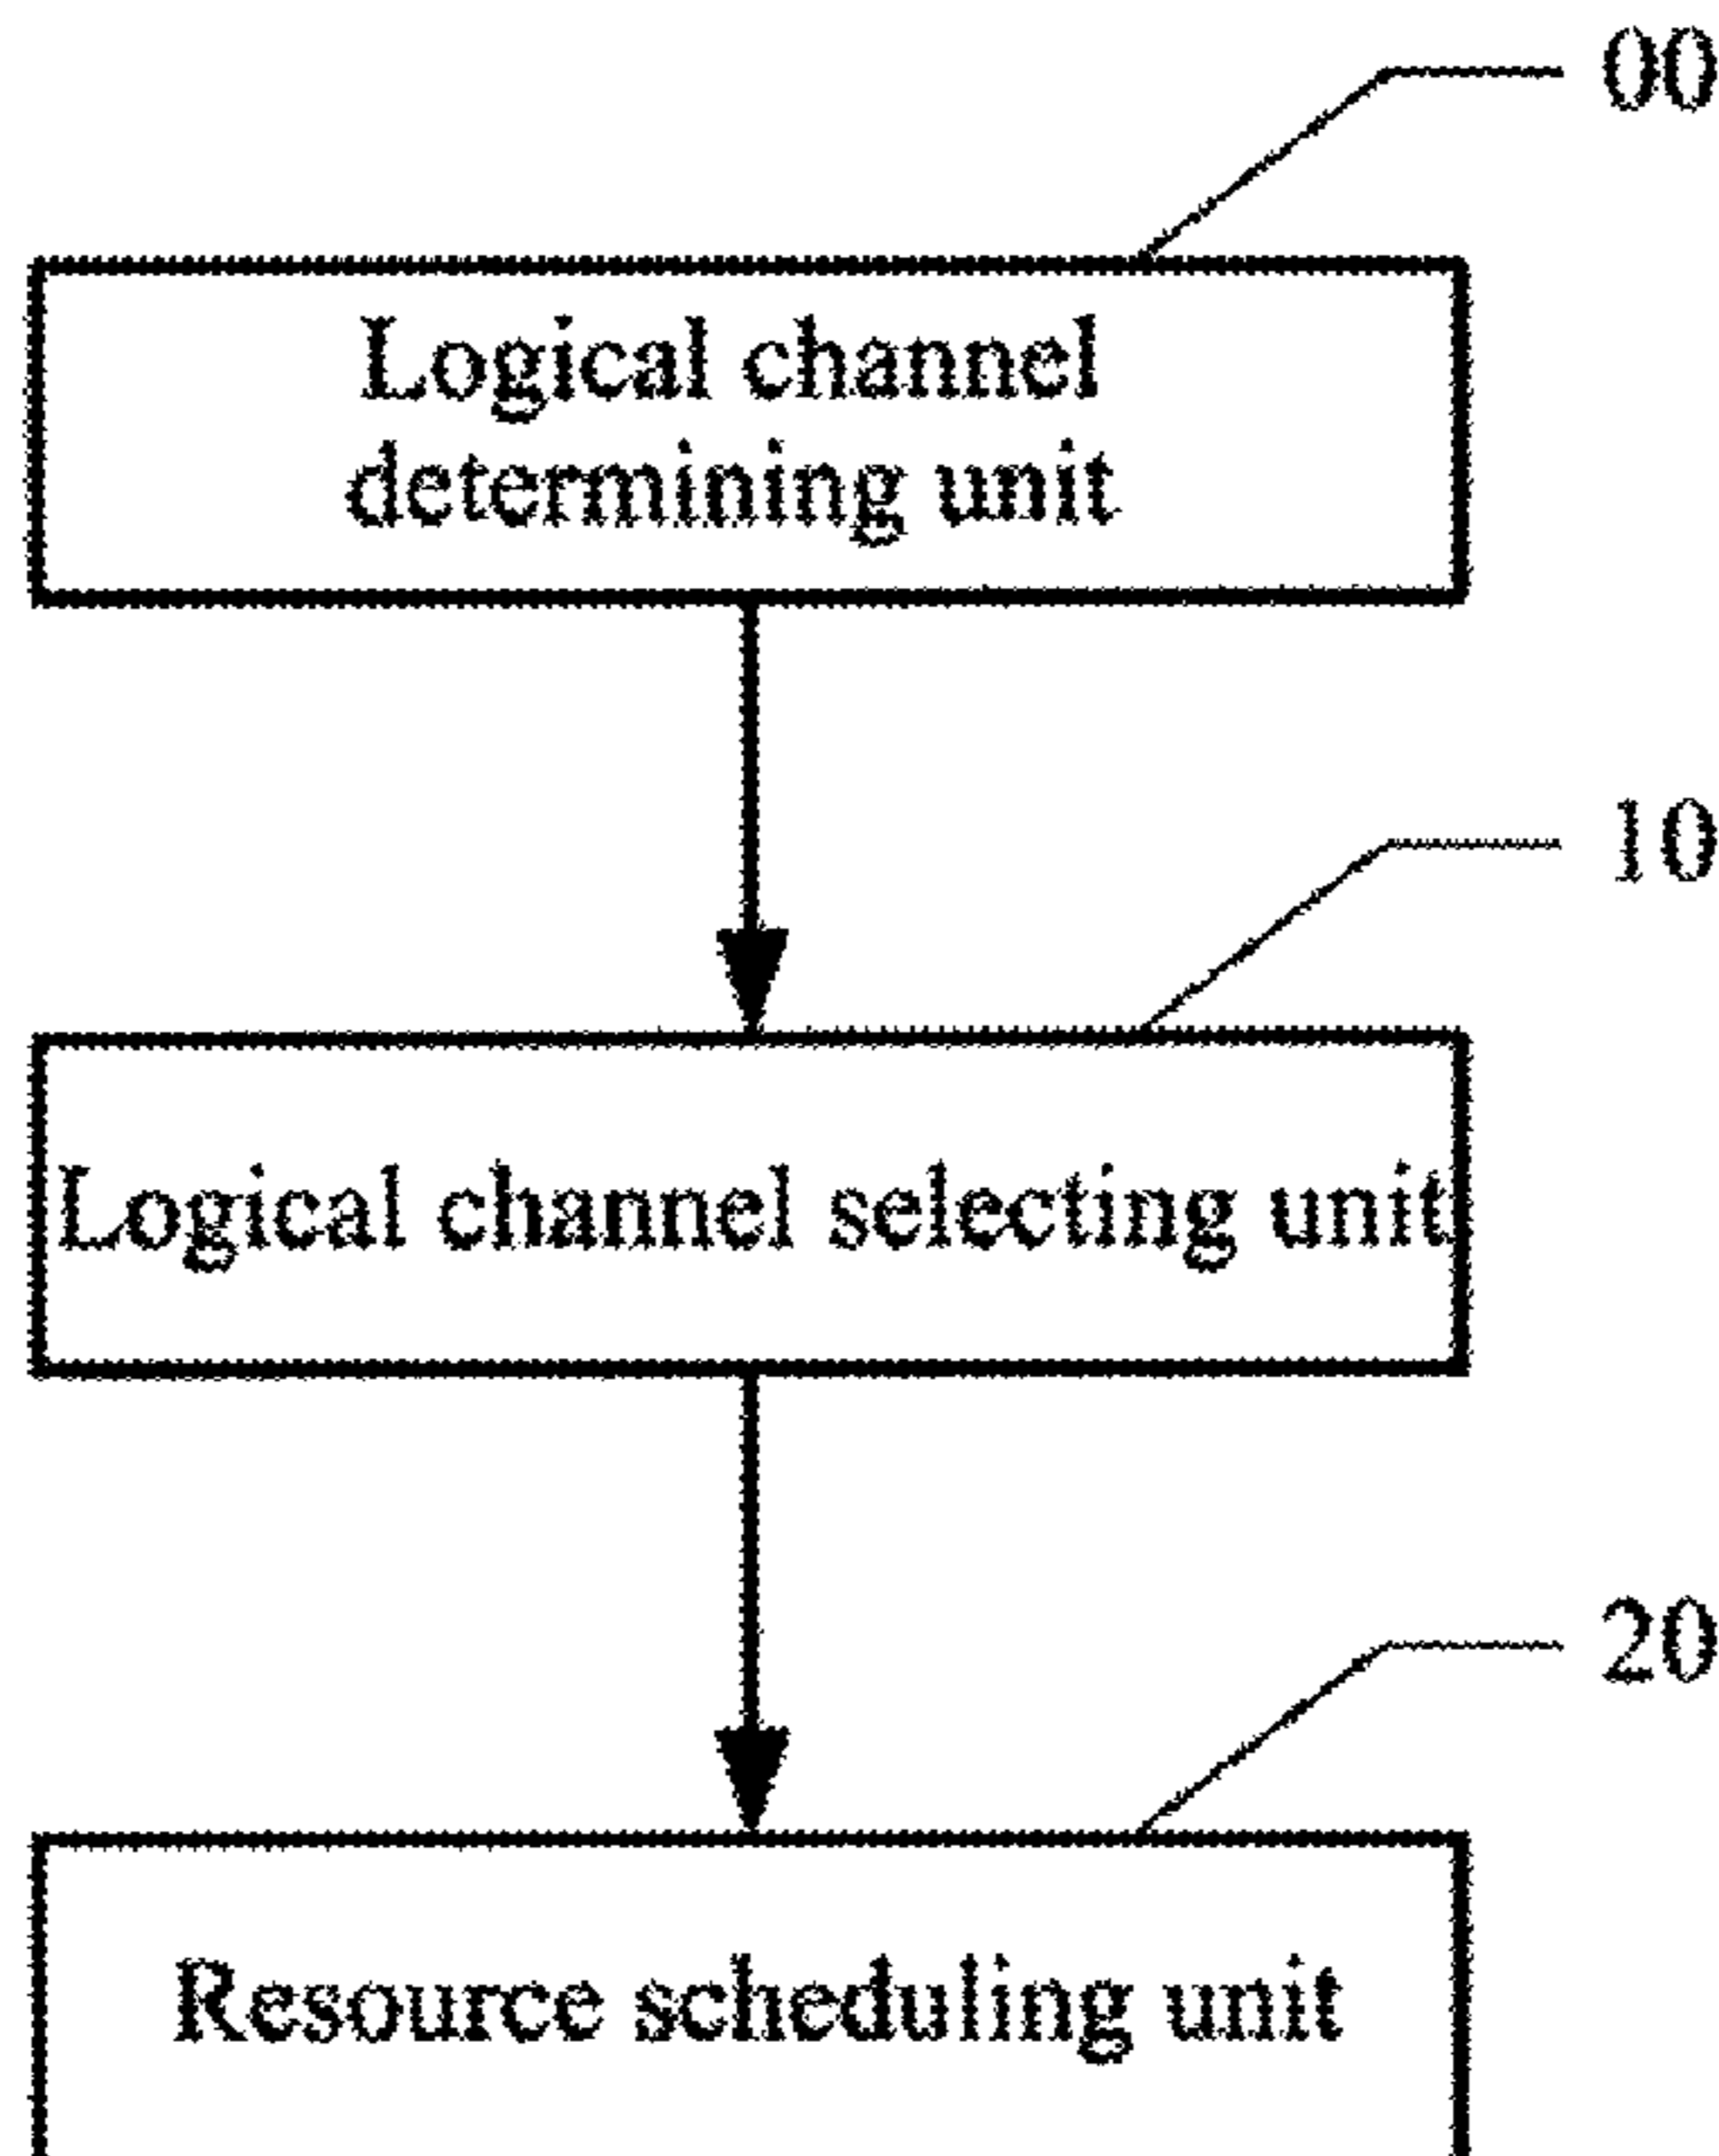 00
Logical channel
determining unit
10
Logical channel selecting unit
20
Resource scheduling unit